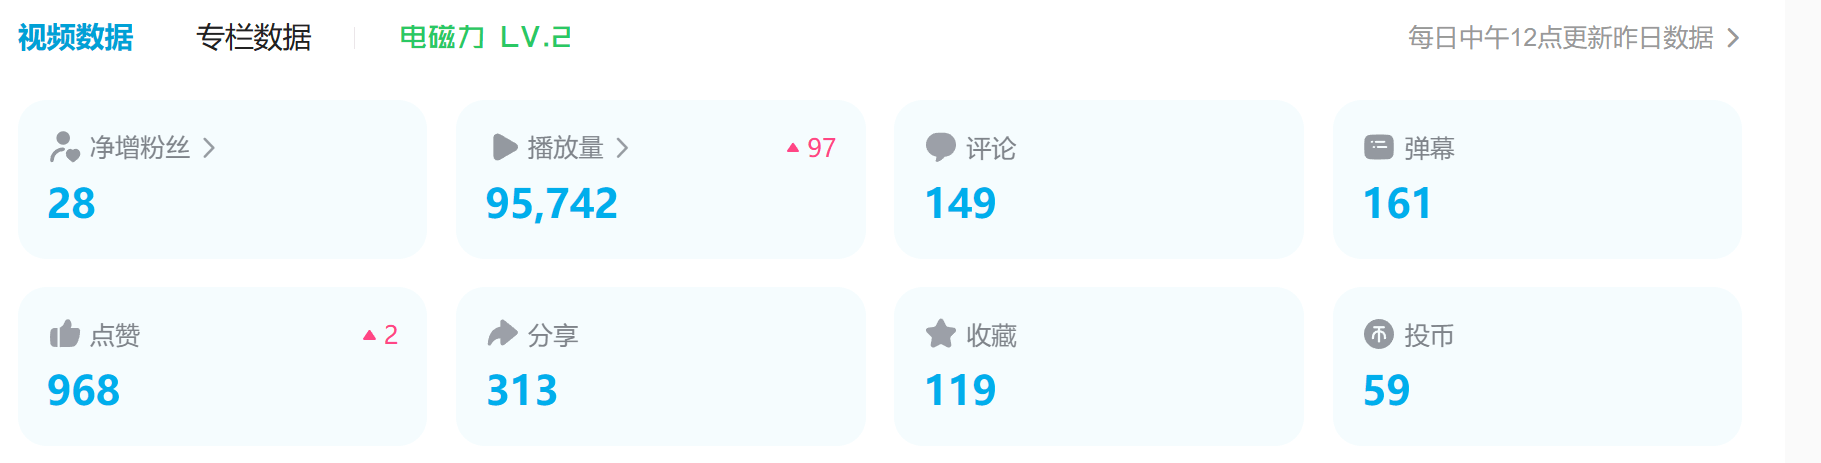 视频数据 专栏数据 电磁力 LV.2 每日中午12点更新昨日数据
净增粉丝 播放量 97 评论 弹幕
28 95,742 149 161
点赞 2 分享 收藏 投币
968 313 119 59